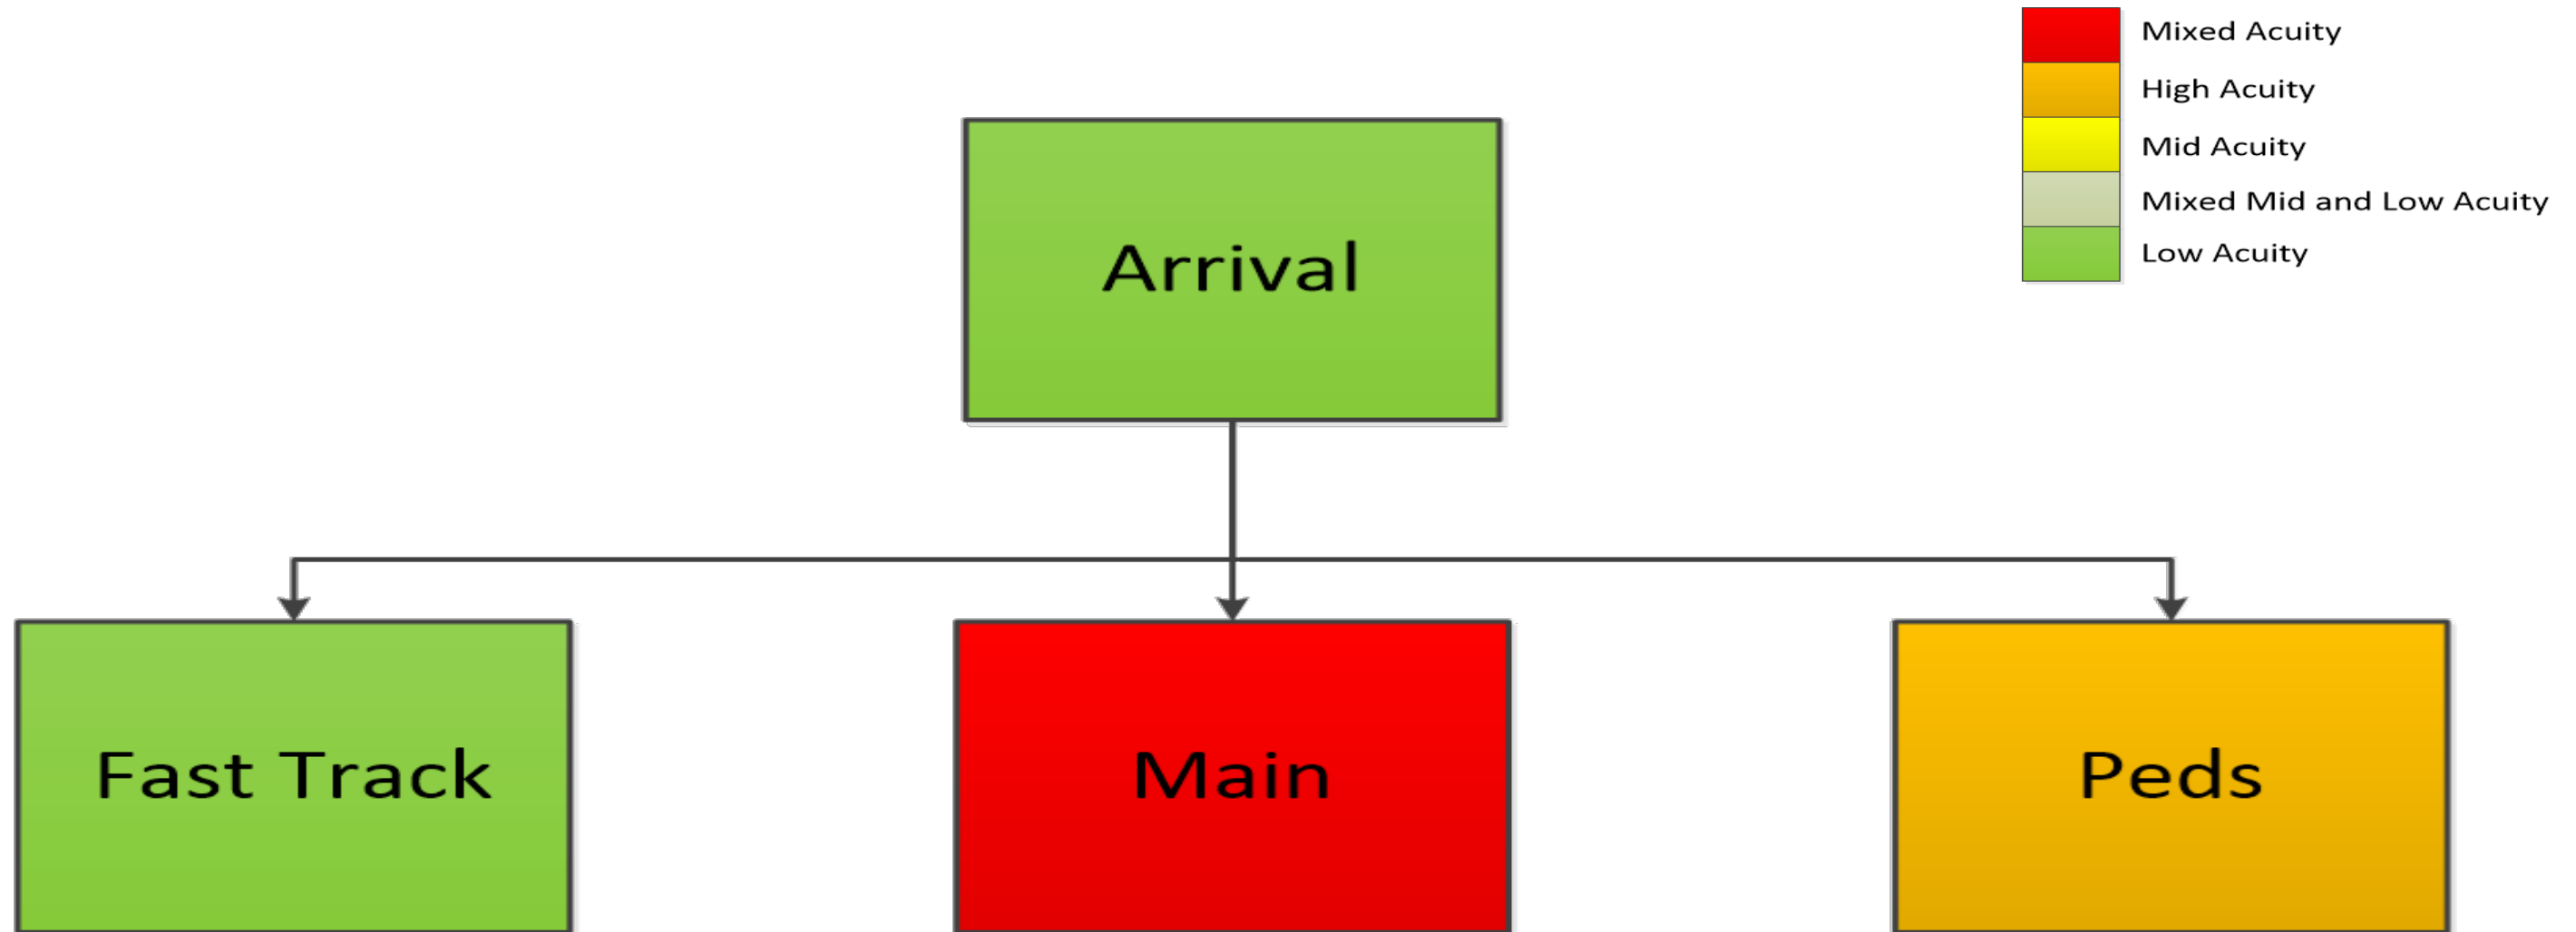 Mixed Acuity
High Acuity
Mid Acuity
Mixed Mid and Low Acuity
Low Acuity
Arrival
Fast Track
Main
Peds